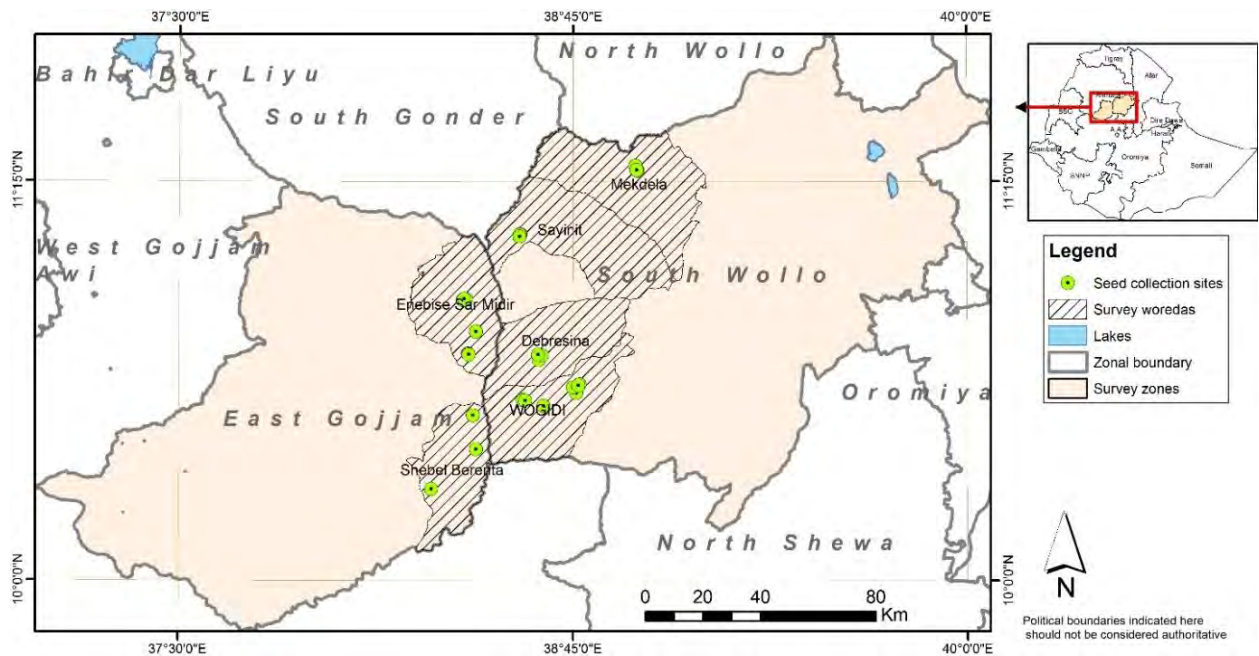 37°30'0"E
38°45'0"E
40°0'0"E
North Wollo
Bahir Dar Liyu
South Gonder
11°15'0"N
Mekdela
Sayinit
West Gojjam
Awi
South Wollo
Enebise Sar Midir
Debresina
Oromiya
East Gojjam
WOGIDI
Shebel Berenta
North Shewa
10°0'0"N
0 20 40 80
Km
37°30'0"E
38°45'0"E
40°0'0"E
11°15'0"N
10°0'0"N
Tigray
Afar
BSG
Dire Dawa
A.A
Harari
Gambella
Oromiya
Somali
SNNP
Legend
Seed collection sites
Survey woredas
Lakes
Zonal boundary
Survey zones
N
Political boundaries indicated here
should not be considered authoritative